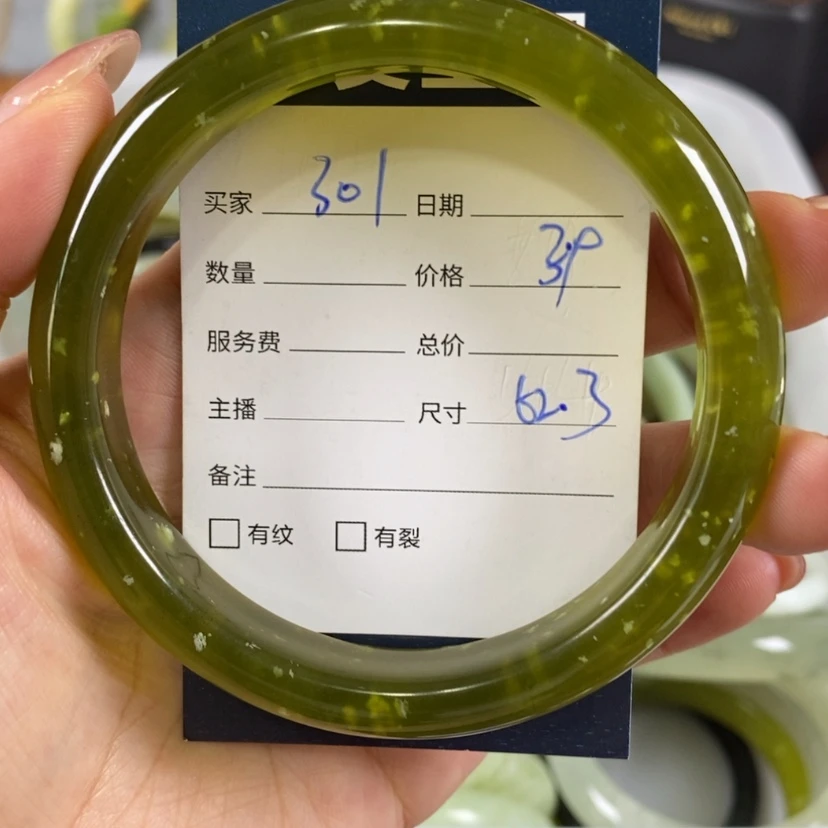 买家 301 日期
数量 价格 39
服务费 总价
主播 尺寸 62.3
备注
有纹 有裂